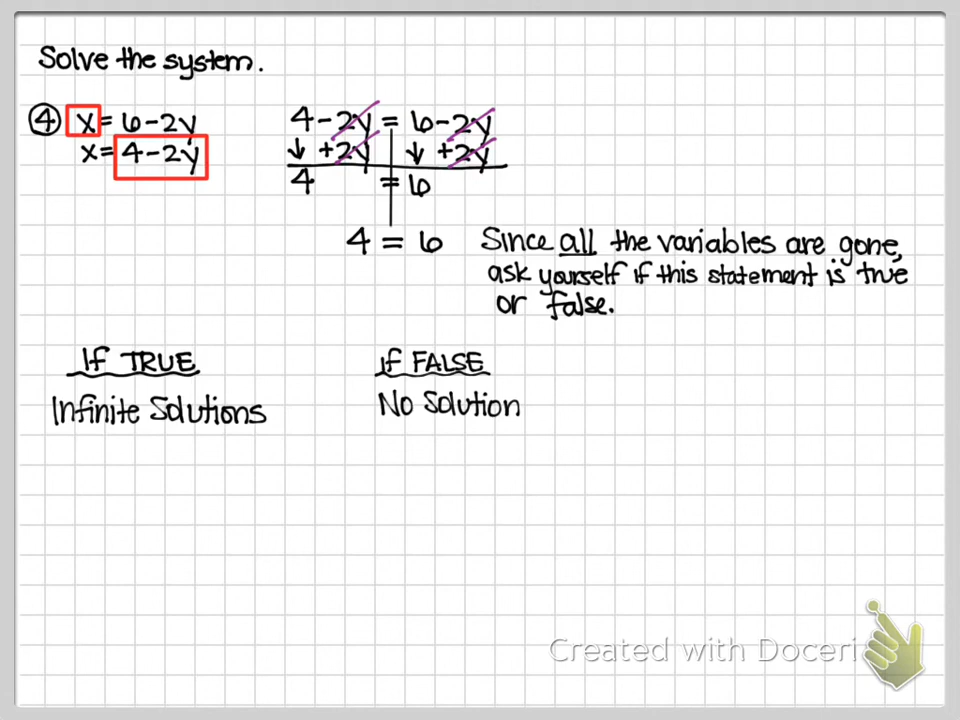 Solve the system.
④ x = 6-2y
x = 4-2y
4-2y = 6-2y
↓ +2y ↓ +2y
4 = 6
4 = 6
Since all the variables are gone,
ask yourself if this statement is true
or false.
If TRUE
Infinite Solutions
if FALSE
No Solution
Created with Doceri